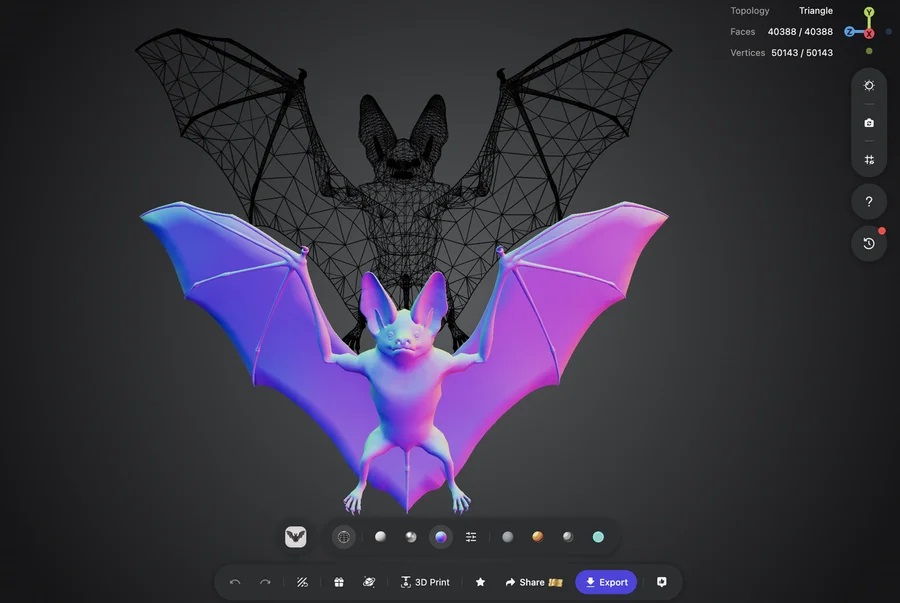 Topology Triangle
Faces 40388 / 40388
Vertices 50143 / 50143
Y
Z X
?
3D Print Share Export